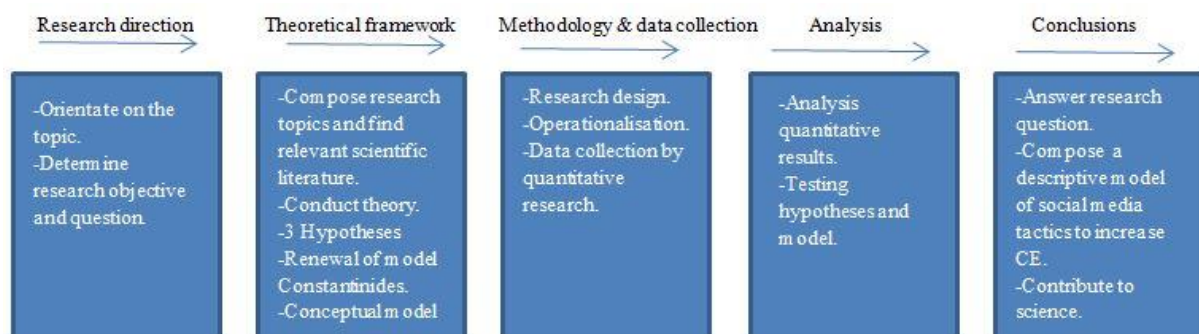 Research direction
Theoretical framework
Methodology & data collection
Analysis
Conclusions
-Orientate on the
topic.
-Determine
research objective
and question.
-Compose research
topics and find
relevant scientific
literature.
-Conduct theory.
-3 Hypotheses
-Renewal of model
Constantinides.
-Conceptual model
-Research design.
-Operationalisation.
-Data collection by
quantitative
research.
-Analysis
quantitative
results.
-Testing
hypotheses and
model.
-Answer research
question.
-Compose a
descriptive model
of social media
tactics to increase
CE.
-Contribute to
science.